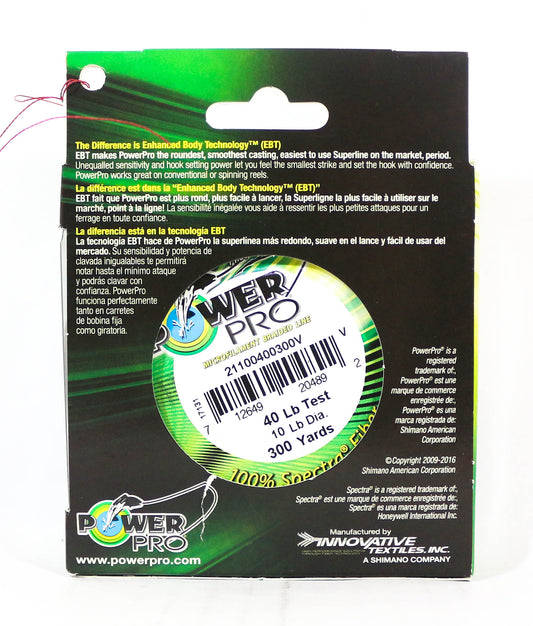 The Difference is Enhanced Body Technology™ (EBT)
EBT makes PowerPro the roundest, smoothest casting, easiest to use Superline on the market, period.
Unequalled sensitivity and hook setting power let you feel the smallest strike and set the hook with confidence.
PowerPro works great on conventional or spinning reels.
La différence est dans la "Enhanced Body Technology™ (EBT)"
EBT fait que PowerPro est plus rond, plus facile à lancer, la Superligne la plus facile à utiliser sur le
marché, point à la ligne! La sensibilité inégalée vous aide à ressentir les plus petites attaques pour un
ferrage en toute confiance.
La diferencia está en la tecnología EBT
La tecnología EBT hace de PowerPro la superlinea más redondo, suave en el lance y fácil de usar del
mercado. Su sensibilidad y potencia de
clavada inigualables te permitirá
notar hasta el mínimo ataque
y podrás clavar con
confianza. PowerPro
funciona perfectamente
tanto en carretes
de bobina fija
como giratoria.
POWER
PRO
MICROFILAMENT BRAIDED LINE
21100400300V
V
17131
7 12649 20489 2
40 Lb Test
10 Lb Dia.
300 Yards
100% Spectra® Fiber
PowerPro® is a
registered
trademark of:,
PowerPro® est une
marque de commerce
enregistrée de:,
PowerPro® es una
marca registrada de:
Shimano American
Corporation
©Copyright 2009-2016
Shimano American Corporation
Spectra® is a registered trademark of:,
Spectra® est une marque de commerce enregistrée de:,
Spectra® es una marca registrada de:
Honeywell International Inc.
POWER
PRO
www.powerpro.com
Manufactured by
INNOVATIVE
TEXTILES, INC.
A SHIMANO COMPANY